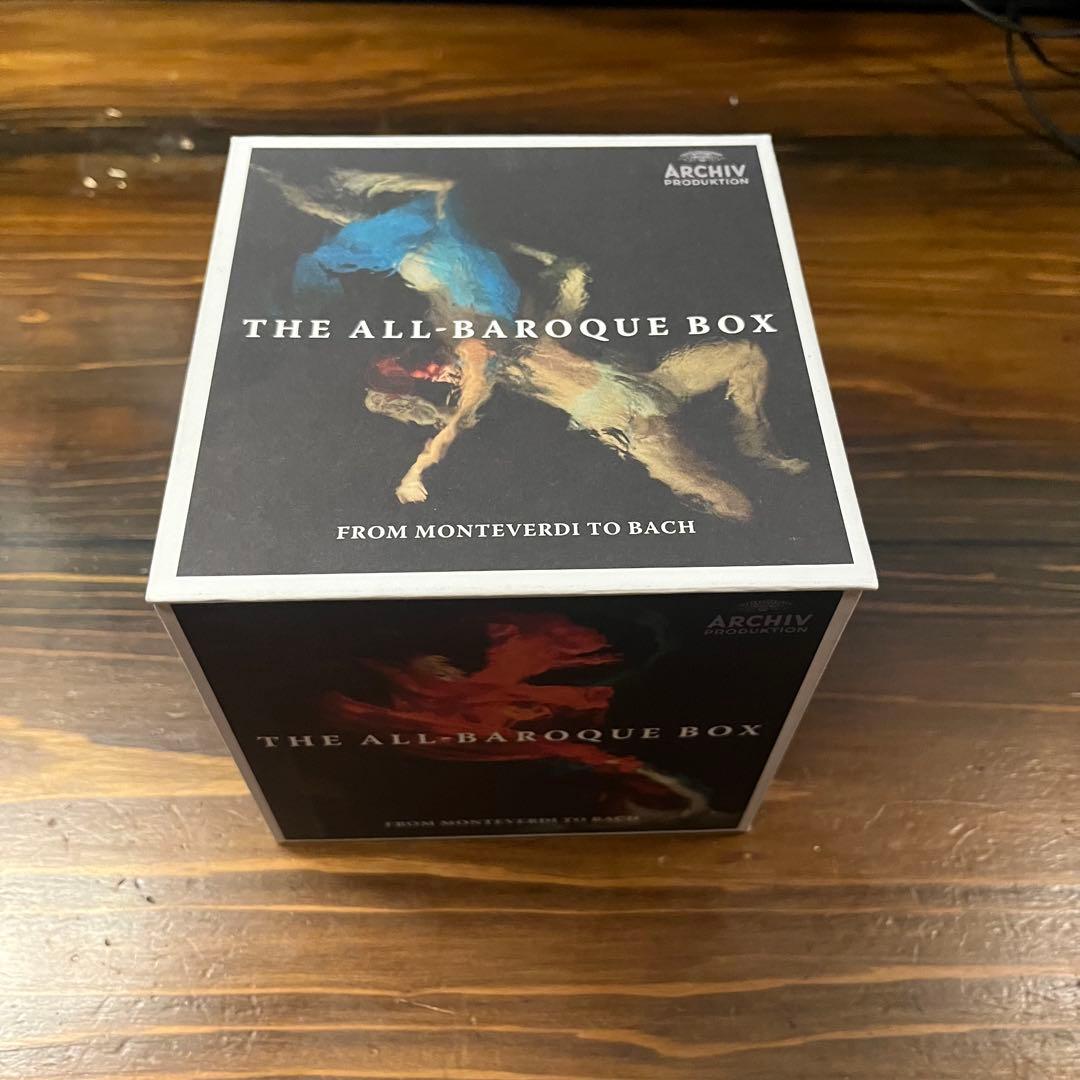 ARCHIV
PRODUKTION
THE ALL-BAROQUE BOX
FROM MONTEVERDI TO BACH
ARCHIV
PRODUKTION
THE ALL-BAROQUE BOX
FROM MONTEVERDI TO BACH